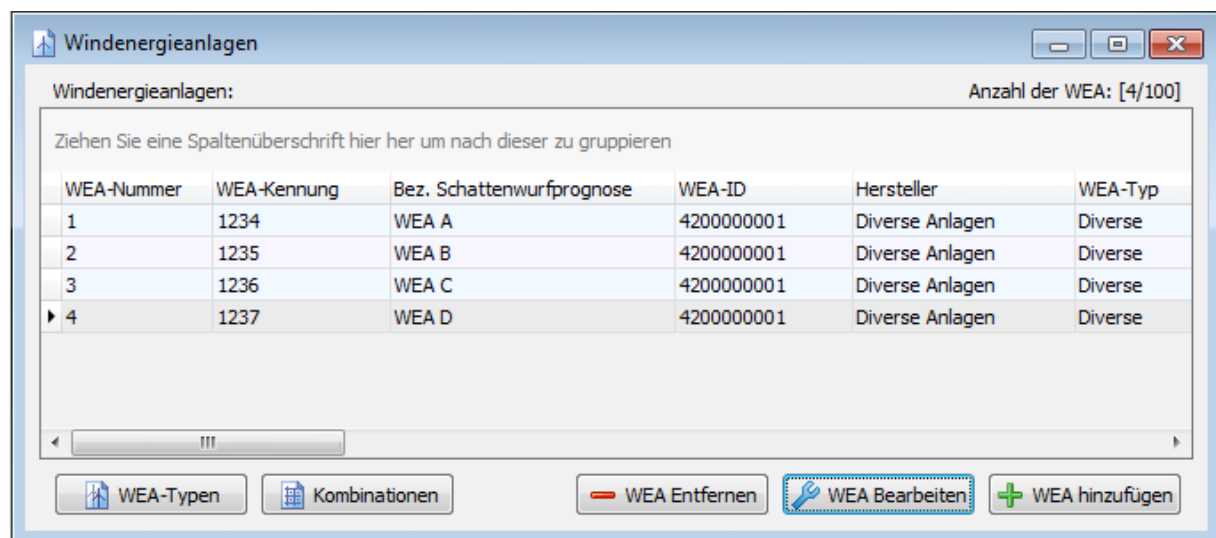 Windenergieanlagen
Windenergieanlagen: Anzahl der WEA: [4/100]
Ziehen Sie eine Spaltenüberschrift hier her um nach dieser zu gruppieren
WEA-Nummer WEA-Kennung Bez. Schattenwurfprognose WEA-ID Hersteller WEA-Typ
1 1234 WEA A 4200000001 Diverse Anlagen Diverse
2 1235 WEA B 4200000001 Diverse Anlagen Diverse
3 1236 WEA C 4200000001 Diverse Anlagen Diverse
4 1237 WEA D 4200000001 Diverse Anlagen Diverse
WEA-Typen Kombinationen WEA Entfernen WEA Bearbeiten WEA hinzufügen